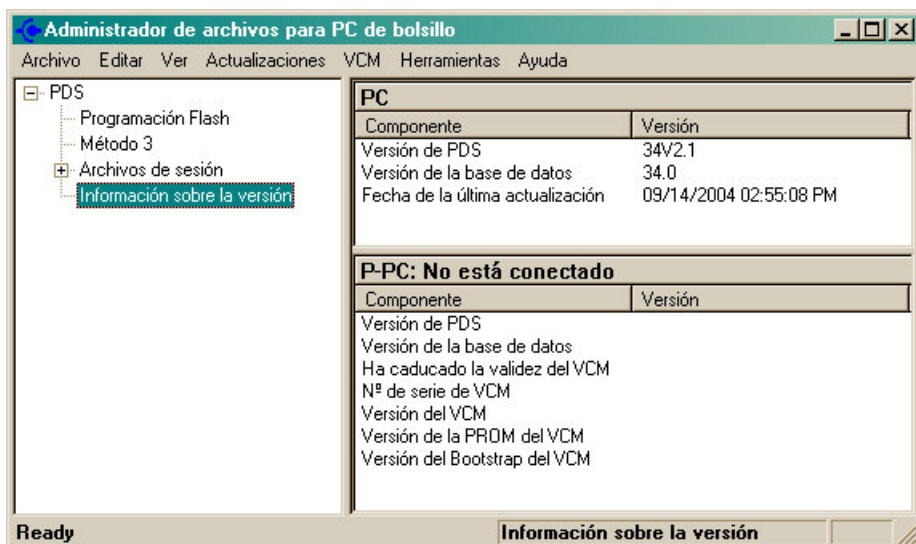 Administrador de archivos para PC de bolsillo
Archivo Editar Ver Actualizaciones VCM Herramientas Ayuda
PDS
Programación Flash
Método 3
Archivos de sesión
Información sobre la versión
PC
Componente Versión
Versión de PDS 34V2.1
Versión de la base de datos 34.0
Fecha de la última actualización 09/14/2004 02:55:08 PM
P-PC: No está conectado
Componente Versión
Versión de PDS
Versión de la base de datos
Ha caducado la validez del VCM
Nº de serie de VCM
Versión del VCM
Versión de la PROM del VCM
Versión del Bootstrap del VCM
Ready Información sobre la versión